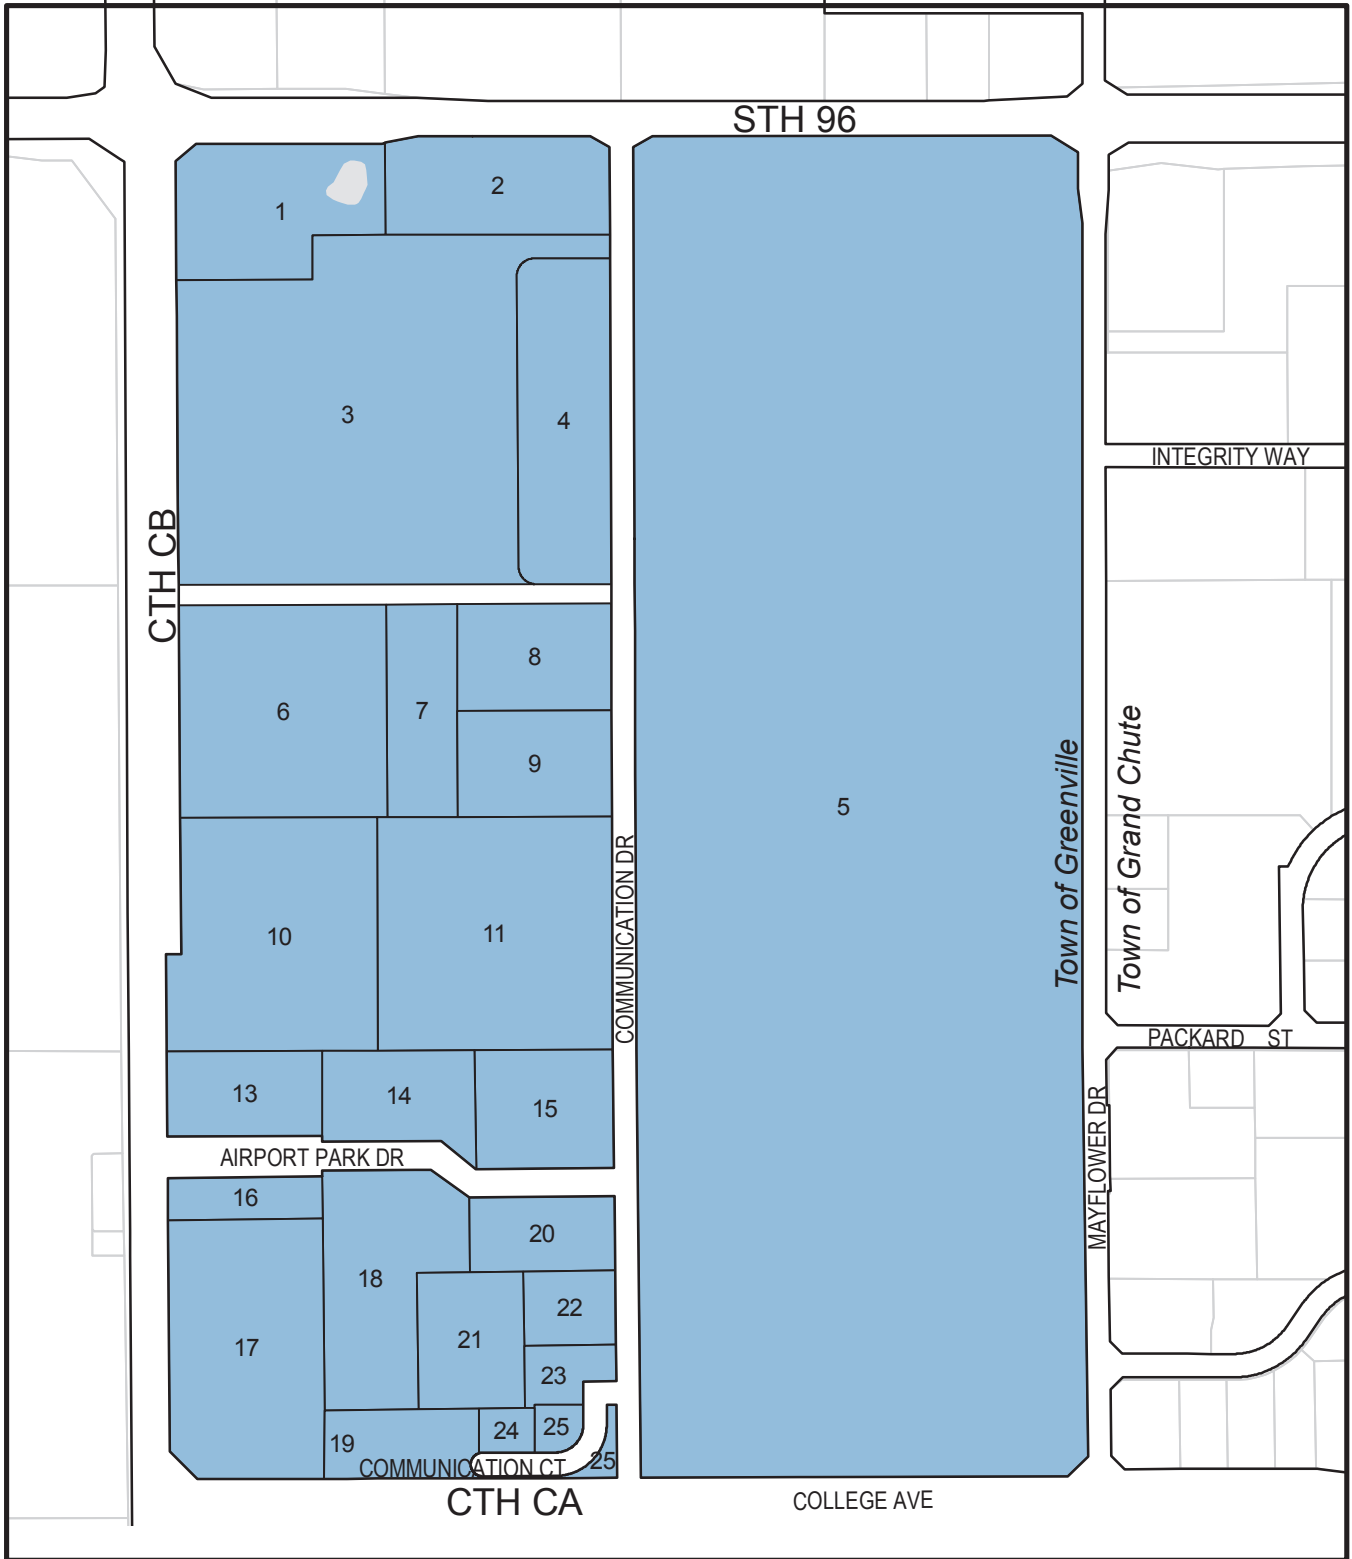 STH 96
1
2
3
4
CTH CB
INTEGRITY WAY
5
6
7
8
9
10
11
COMMUNICATION DR
Town of Greenville
Town of Grand Chute
PACKARD ST
13
14
15
AIRPORT PARK DR
MAYFLOWER DR
16
17
18
20
21
22
23
19
24
25
25
COMMUNICATION CT
CTH CA
COLLEGE AVE